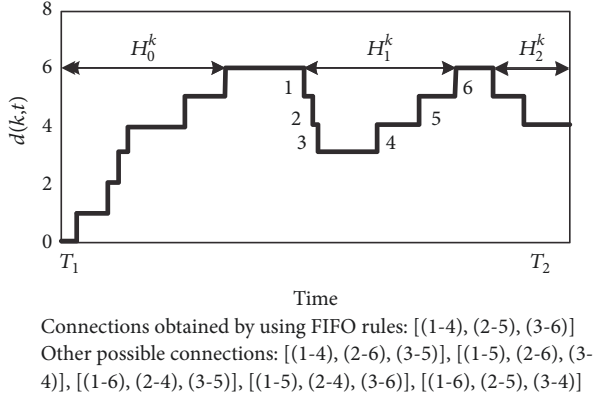 8
H_0^k
H_1^k
H_2^k
6
1
6
2
5
4
3
4
d(k,t)
2
0
T_1
T_2
Time
Connections obtained by using FIFO rules: [(1-4), (2-5), (3-6)]
Other possible connections: [(1-4), (2-6), (3-5)], [(1-5), (2-6), (3-
4)], [(1-6), (2-4), (3-5)], [(1-5), (2-4), (3-6)], [(1-6), (2-5), (3-4)]